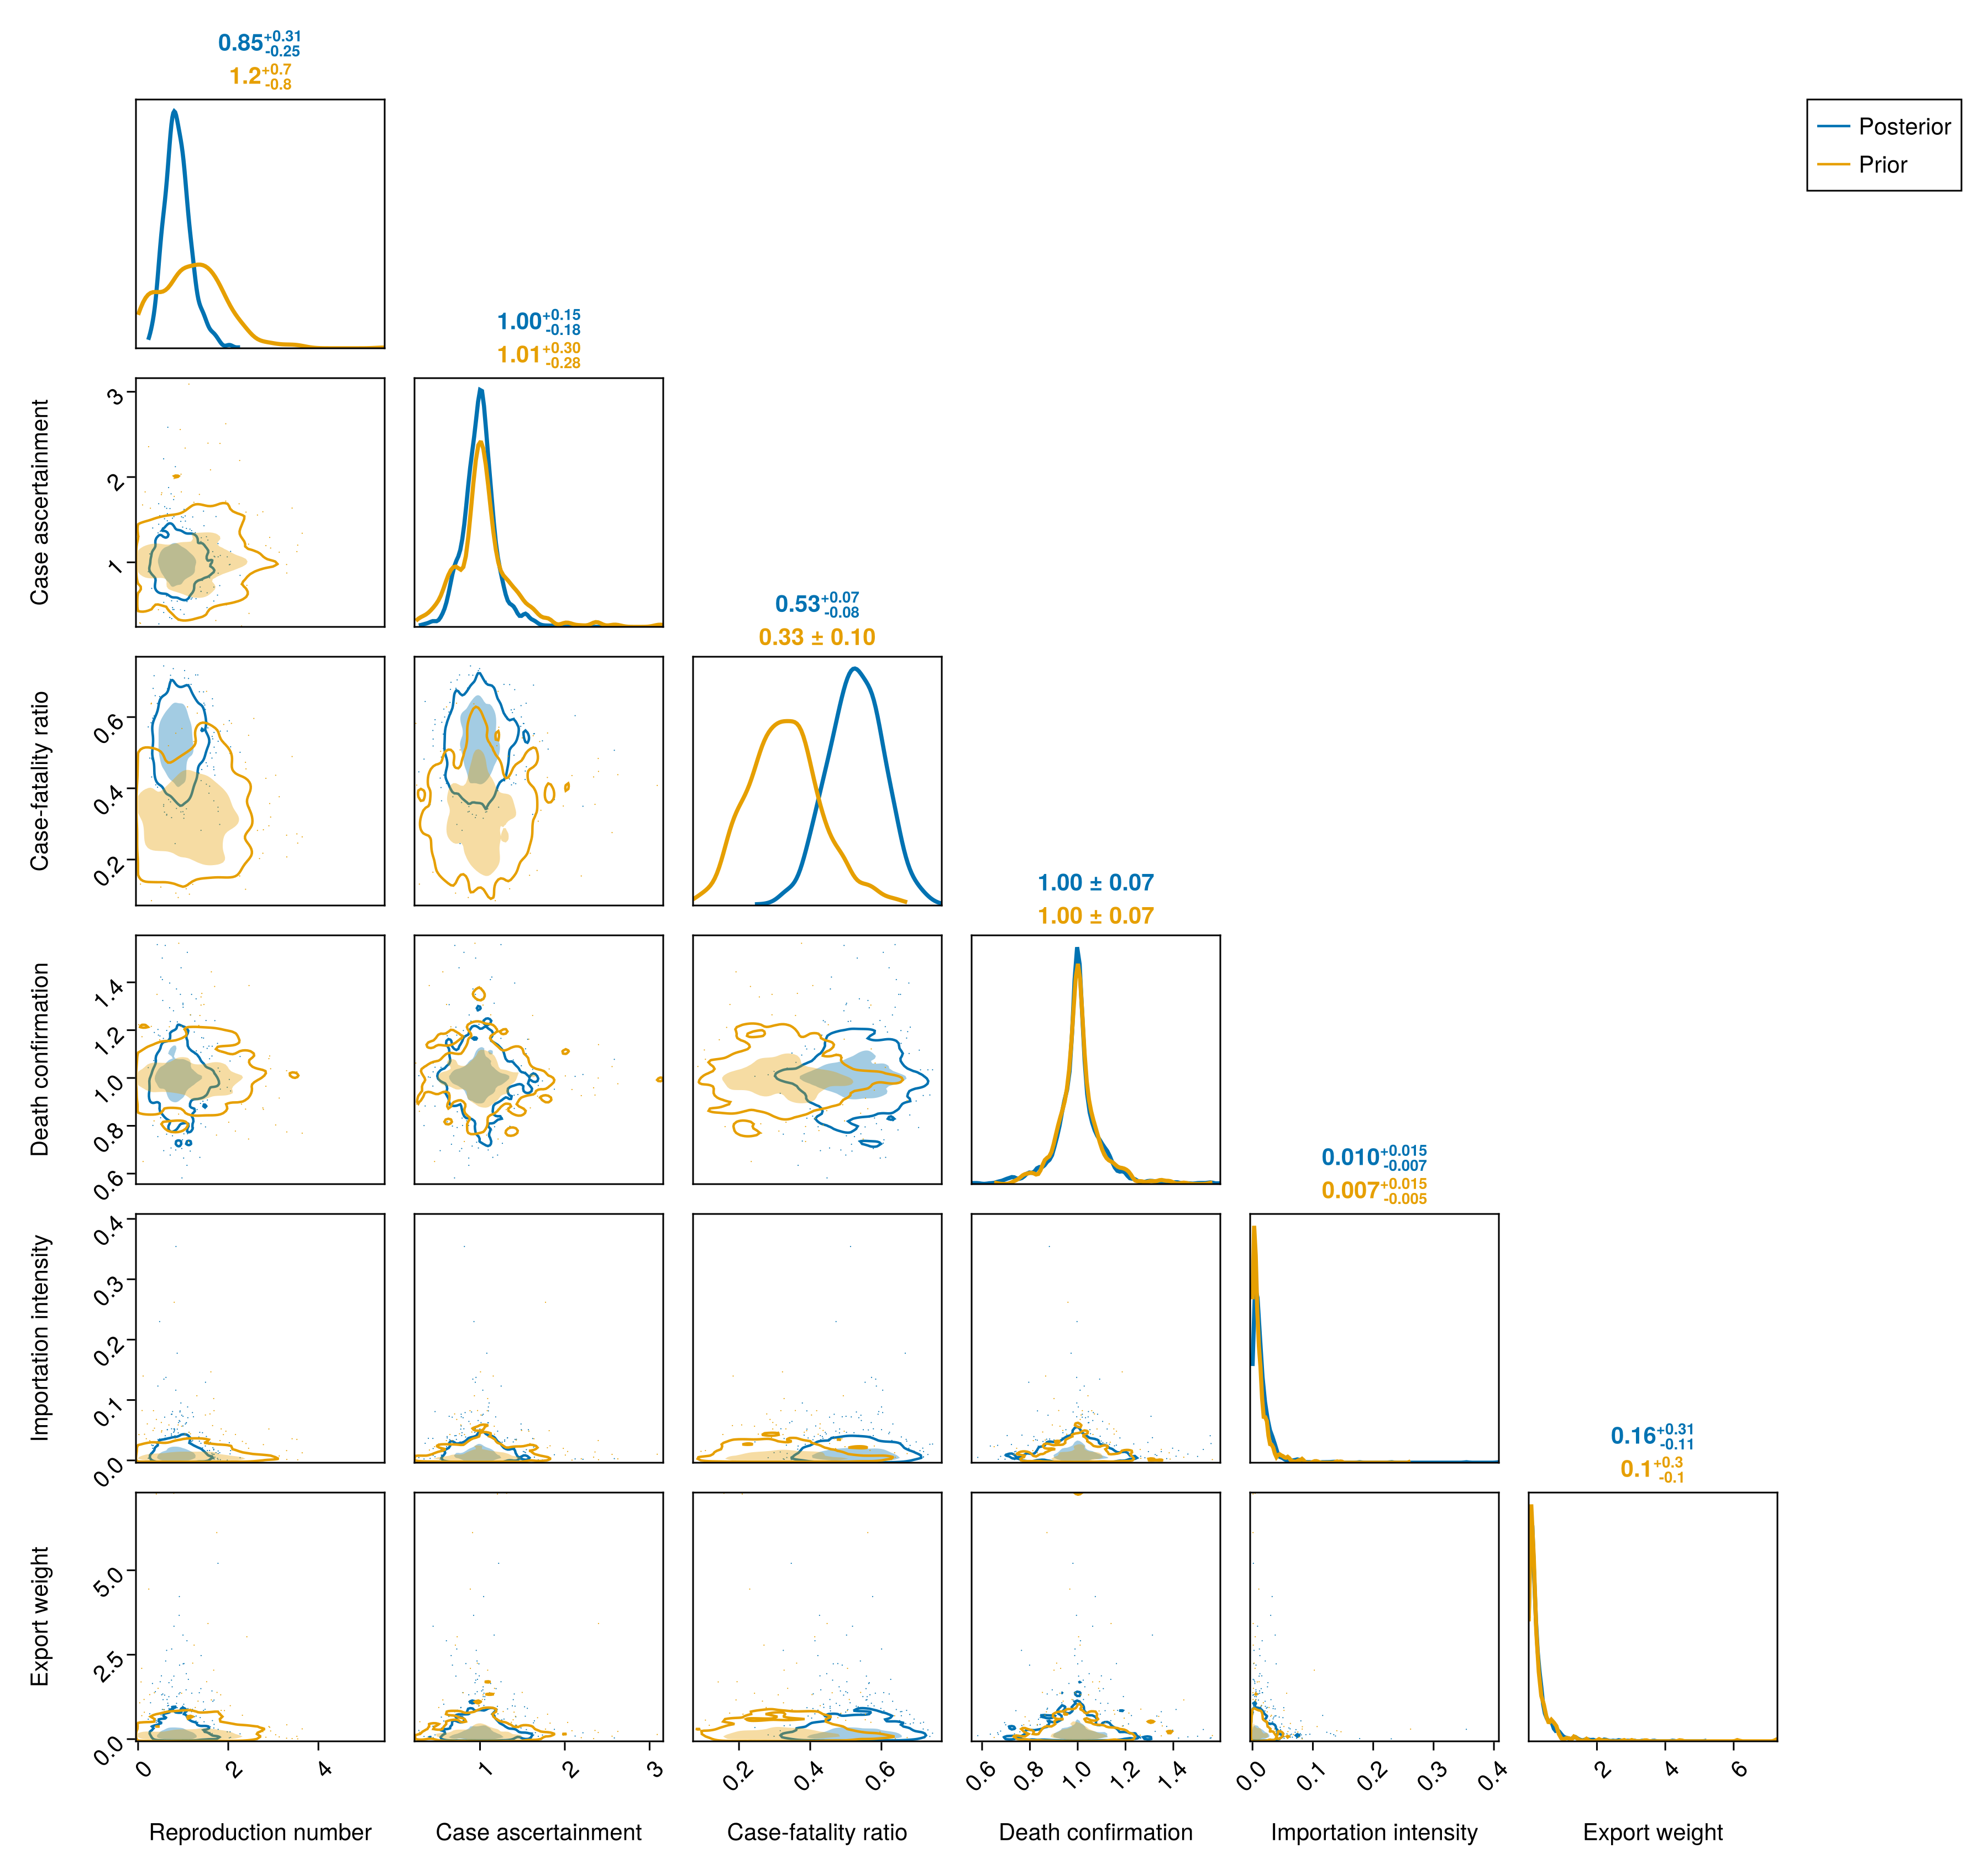 0.85+0.31-0.25
1.2+0.7-0.8
Posterior
Prior
1.00+0.15-0.18
1.01+0.30-0.28
Case ascertainment
3
2
1
0.53+0.07-0.08
0.33 ± 0.10
Case-fatality ratio
0.6
0.4
0.2
1.00 ± 0.07
1.00 ± 0.07
Death confirmation
1.4
1.2
1.0
0.8
0.6
0.010+0.015-0.007
0.007+0.015-0.005
Importation intensity
0.4
0.3
0.2
0.1
0.0
0.16+0.31-0.11
0.1+0.3-0.1
Export weight
5.0
2.5
0.0
0 2 4 1 2 3 0.2 0.4 0.6 0.6 0.8 1.0 1.2 1.4 0.0 0.1 0.2 0.3 0.4 2 4 6
Reproduction number Case ascertainment Case-fatality ratio Death confirmation Importation intensity Export weight